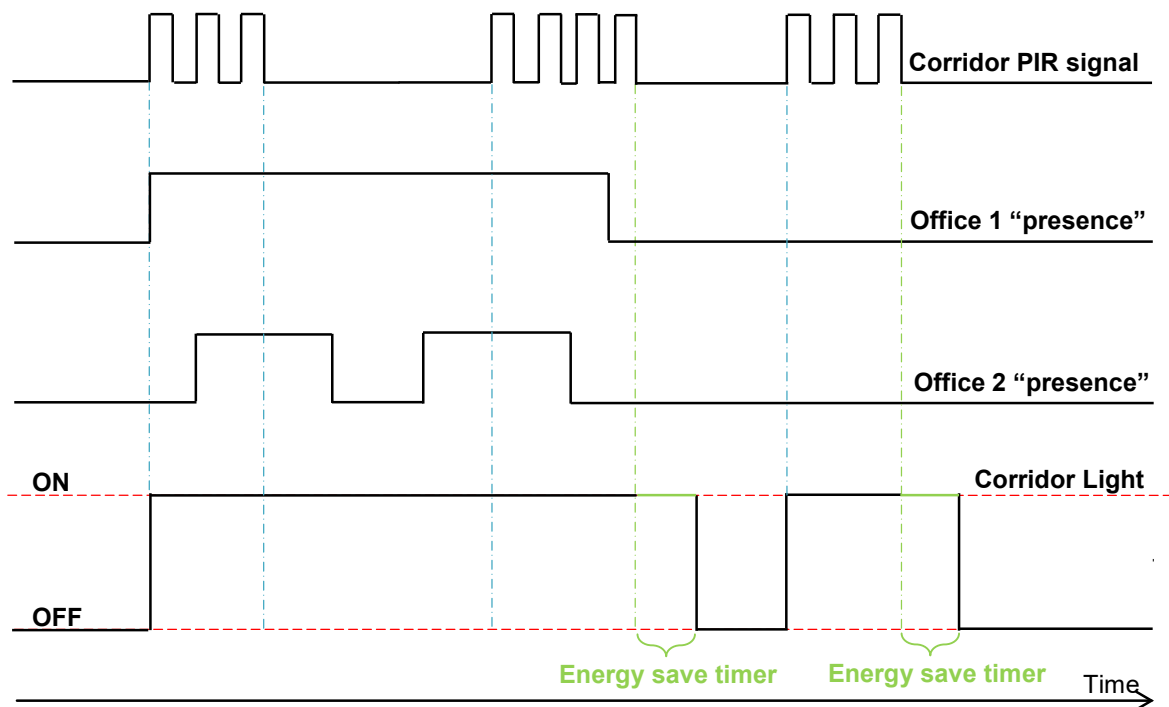 Corridor PIR signal
Office 1 “presence”
Office 2 “presence”
ON
Corridor Light
OFF
Energy save timer
Energy save timer
Time